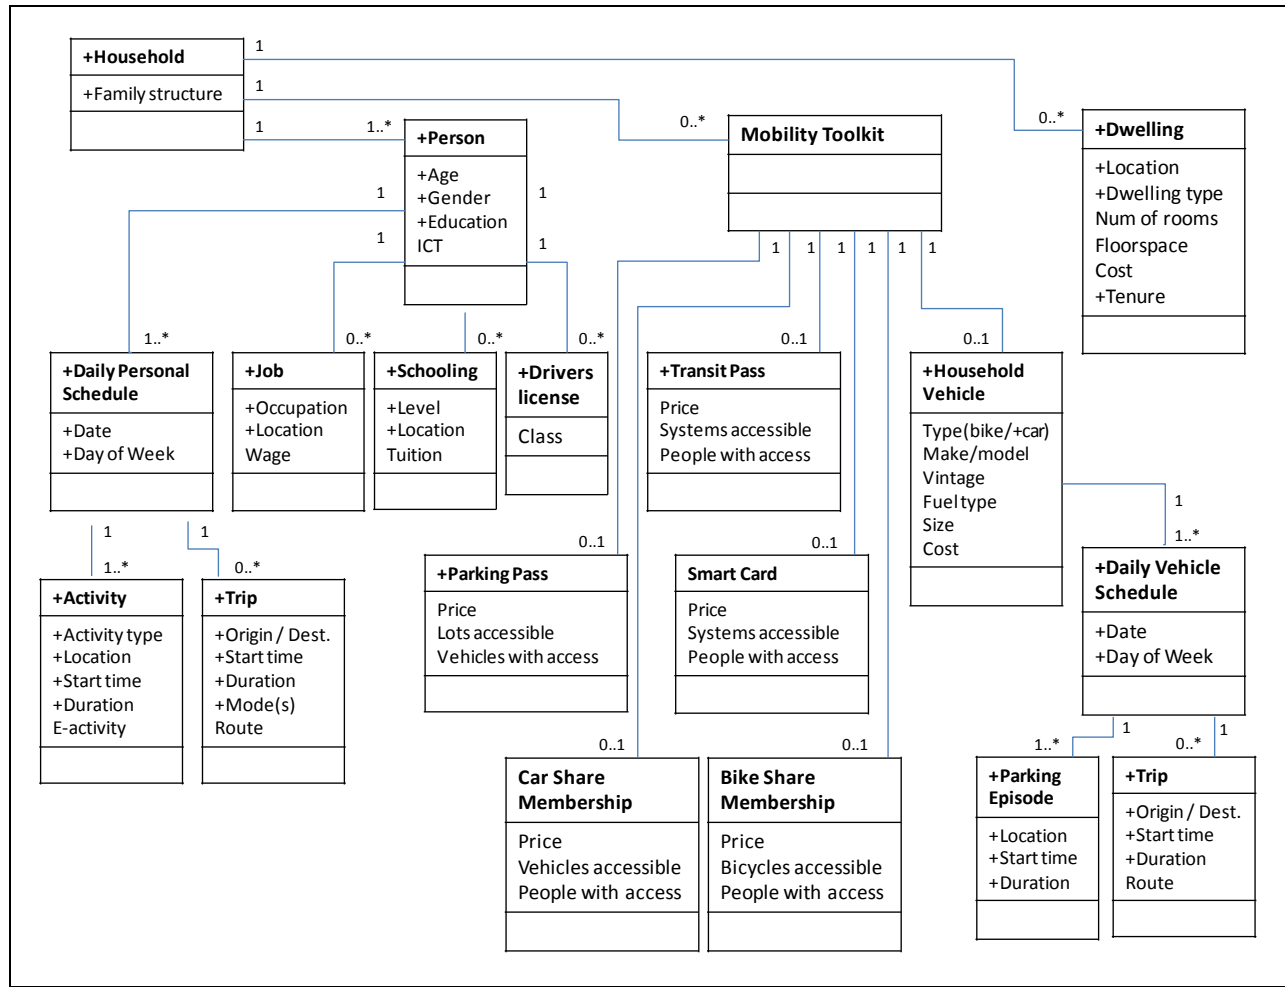 +Household
+Family structure
1
1
1
1..*
0..*
0..*
+Person
+Age
+Gender
+Education
ICT
1
1
1
1
Mobility Toolkit
1
1
1
1
1
1
+Dwelling
+Location
+Dwelling type
Num of rooms
Floorspace
Cost
+Tenure
1..*
0..*
0..*
0..*
0..1
0..1
+Daily Personal
Schedule
+Date
+Day of Week
+Job
+Occupation
+Location
Wage
+Schooling
+Level
+Location
Tuition
+Drivers
license
Class
+Transit Pass
Price
Systems accessible
People with access
+Household
Vehicle
Type(bike/+car)
Make/model
Vintage
Fuel type
Size
Cost
1
1..*
1
1
1..*
0..*
0..1
0..1
+Activity
+Activity type
+Location
+Start time
+Duration
E-activity
+Trip
+Origin / Dest.
+Start time
+Duration
+Mode(s)
Route
+Parking Pass
Price
Lots accessible
Vehicles with access
Smart Card
Price
Systems accessible
People with access
+Daily Vehicle
Schedule
+Date
+Day of Week
0..1
0..1
1
1
1..*
0..*
Car Share
Membership
Price
Vehicles accessible
People with access
Bike Share
Membership
Price
Bicycles accessible
People with access
+Parking
Episode
+Location
+Start time
+Duration
+Trip
+Origin / Dest.
+Start time
+Duration
Route